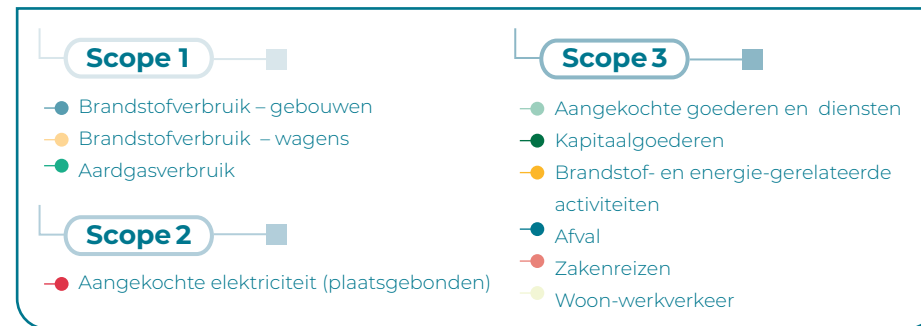 Scope 1
Brandstofverbruik – gebouwen
Brandstofverbruik – wagens
Aardgasverbruik
Scope 2
Aangekochte elektriciteit (plaatsgebonden)
Scope 3
Aangekochte goederen en diensten
Kapitaalgoederen
Brandstof- en energie-gerelateerde
activiteiten
Afval
Zakenreizen
Woon-werkverkeer